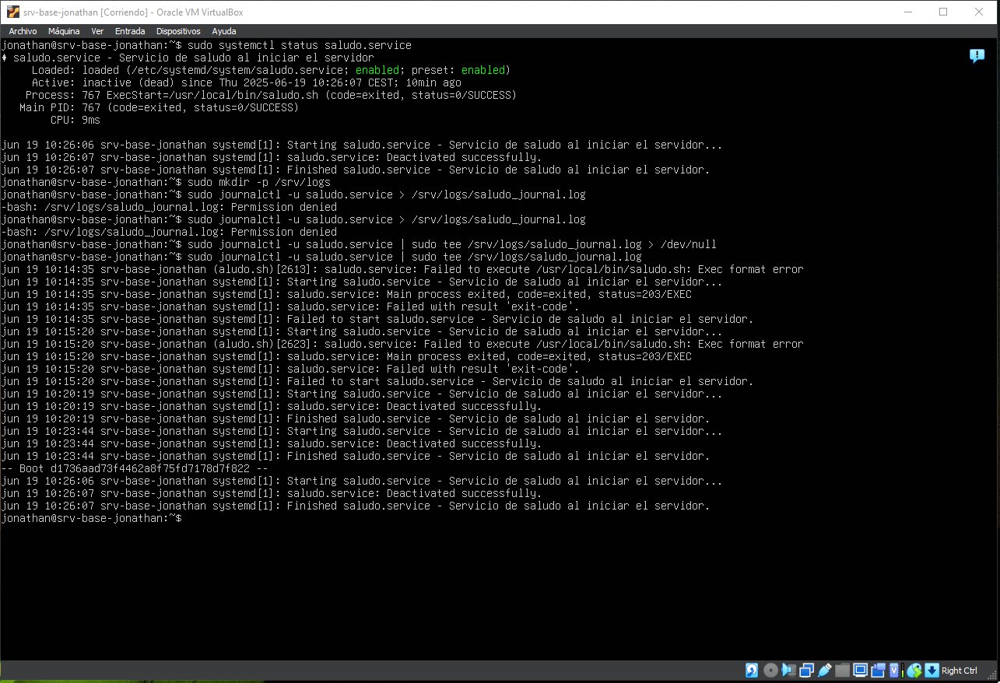 srv-base-jonathan [Corriendo] - Oracle VM VirtualBox
Archivo Máquina Ver Entrada Dispositivos Ayuda
jonathan@srv-base-jonathan:~$ sudo systemctl status saludo.service
♦ saludo.service - Servicio de saludo al iniciar el servidor
Loaded: loaded (/etc/systemd/system/saludo.service; enabled; preset: enabled)
Active: inactive (dead) since Thu 2025-06-19 10:26:07 CEST; 10min ago
Process: 767 ExecStart=/usr/local/bin/saludo.sh (code=exited, status=0/SUCCESS)
Main PID: 767 (code=exited, status=0/SUCCESS)
CPU: 9ms
jun 19 10:26:06 srv-base-jonathan systemd[1]: Starting saludo.service - Servicio de saludo al iniciar el servidor...
jun 19 10:26:07 srv-base-jonathan systemd[1]: saludo.service: Deactivated successfully.
jun 19 10:26:07 srv-base-jonathan systemd[1]: Finished saludo.service - Servicio de saludo al iniciar el servidor.
jonathan@srv-base-jonathan:~$ sudo mkdir -p /srv/logs
jonathan@srv-base-jonathan:~$ sudo journalctl -u saludo.service > /srv/logs/saludo_journal.log
-bash: /srv/logs/saludo_journal.log: Permission denied
jonathan@srv-base-jonathan:~$ sudo journalctl -u saludo.service > /srv/logs/saludo_journal.log
-bash: /srv/logs/saludo_journal.log: Permission denied
jonathan@srv-base-jonathan:~$ sudo journalctl -u saludo.service | sudo tee /srv/logs/saludo_journal.log > /dev/null
jonathan@srv-base-jonathan:~$ sudo journalctl -u saludo.service | sudo tee /srv/logs/saludo_journal.log
jun 19 10:14:35 srv-base-jonathan (aludo.sh)[2613]: saludo.service: Failed to execute /usr/local/bin/saludo.sh: Exec format error
jun 19 10:14:35 srv-base-jonathan systemd[1]: Starting saludo.service - Servicio de saludo al iniciar el servidor...
jun 19 10:14:35 srv-base-jonathan systemd[1]: saludo.service: Main process exited, code=exited, status=203/EXEC
jun 19 10:14:35 srv-base-jonathan systemd[1]: saludo.service: Failed with result 'exit-code'.
jun 19 10:14:35 srv-base-jonathan systemd[1]: Failed to start saludo.service - Servicio de saludo al iniciar el servidor.
jun 19 10:15:20 srv-base-jonathan systemd[1]: Starting saludo.service - Servicio de saludo al iniciar el servidor...
jun 19 10:15:20 srv-base-jonathan (aludo.sh)[2623]: saludo.service: Failed to execute /usr/local/bin/saludo.sh: Exec format error
jun 19 10:15:20 srv-base-jonathan systemd[1]: saludo.service: Main process exited, code=exited, status=203/EXEC
jun 19 10:15:20 srv-base-jonathan systemd[1]: saludo.service: Failed with result 'exit-code'.
jun 19 10:15:20 srv-base-jonathan systemd[1]: Failed to start saludo.service - Servicio de saludo al iniciar el servidor.
jun 19 10:20:19 srv-base-jonathan systemd[1]: Starting saludo.service - Servicio de saludo al iniciar el servidor...
jun 19 10:20:19 srv-base-jonathan systemd[1]: saludo.service: Deactivated successfully.
jun 19 10:20:19 srv-base-jonathan systemd[1]: Finished saludo.service - Servicio de saludo al iniciar el servidor.
jun 19 10:23:44 srv-base-jonathan systemd[1]: Starting saludo.service - Servicio de saludo al iniciar el servidor...
jun 19 10:23:44 srv-base-jonathan systemd[1]: saludo.service: Deactivated successfully.
jun 19 10:23:44 srv-base-jonathan systemd[1]: Finished saludo.service - Servicio de saludo al iniciar el servidor.
-- Boot d1736aad73f4462a8f75fd7178d7f822 --
jun 19 10:26:06 srv-base-jonathan systemd[1]: Starting saludo.service - Servicio de saludo al iniciar el servidor...
jun 19 10:26:07 srv-base-jonathan systemd[1]: saludo.service: Deactivated successfully.
jun 19 10:26:07 srv-base-jonathan systemd[1]: Finished saludo.service - Servicio de saludo al iniciar el servidor.
jonathan@srv-base-jonathan:~$
Right Ctrl